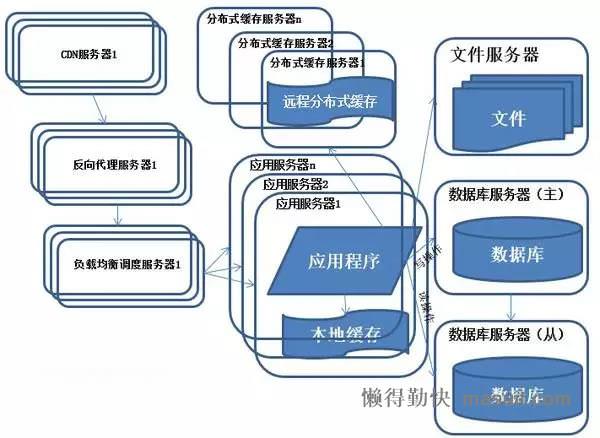 CDN服务器1
反向代理服务器1
负载均衡调度服务器1
分布式缓存服务器n
分布式缓存服务器2
分布式缓存服务器1
远程分布式缓存
应用服务器n
应用服务器2
应用服务器1
应用程序
本地缓存
文件服务器
文件
数据库服务器（主）
数据库
写操作
读操作
数据库服务器（从）
数据库
懒得勤快 masuit.com